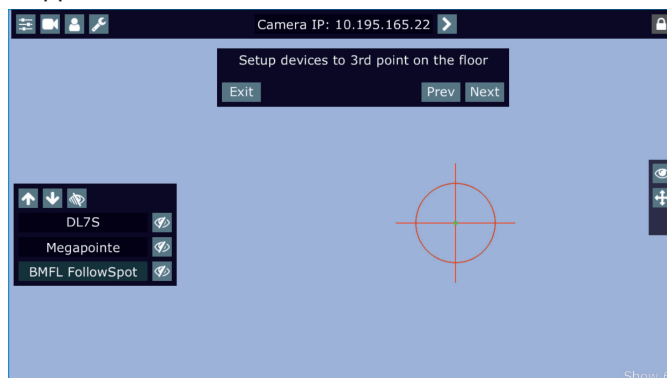 Camera IP: 10.195.165.22
Setup devices to 3rd point on the floor
Exit Prev Next
DL7S
Megapointe
BMFL FollowSpot
Show